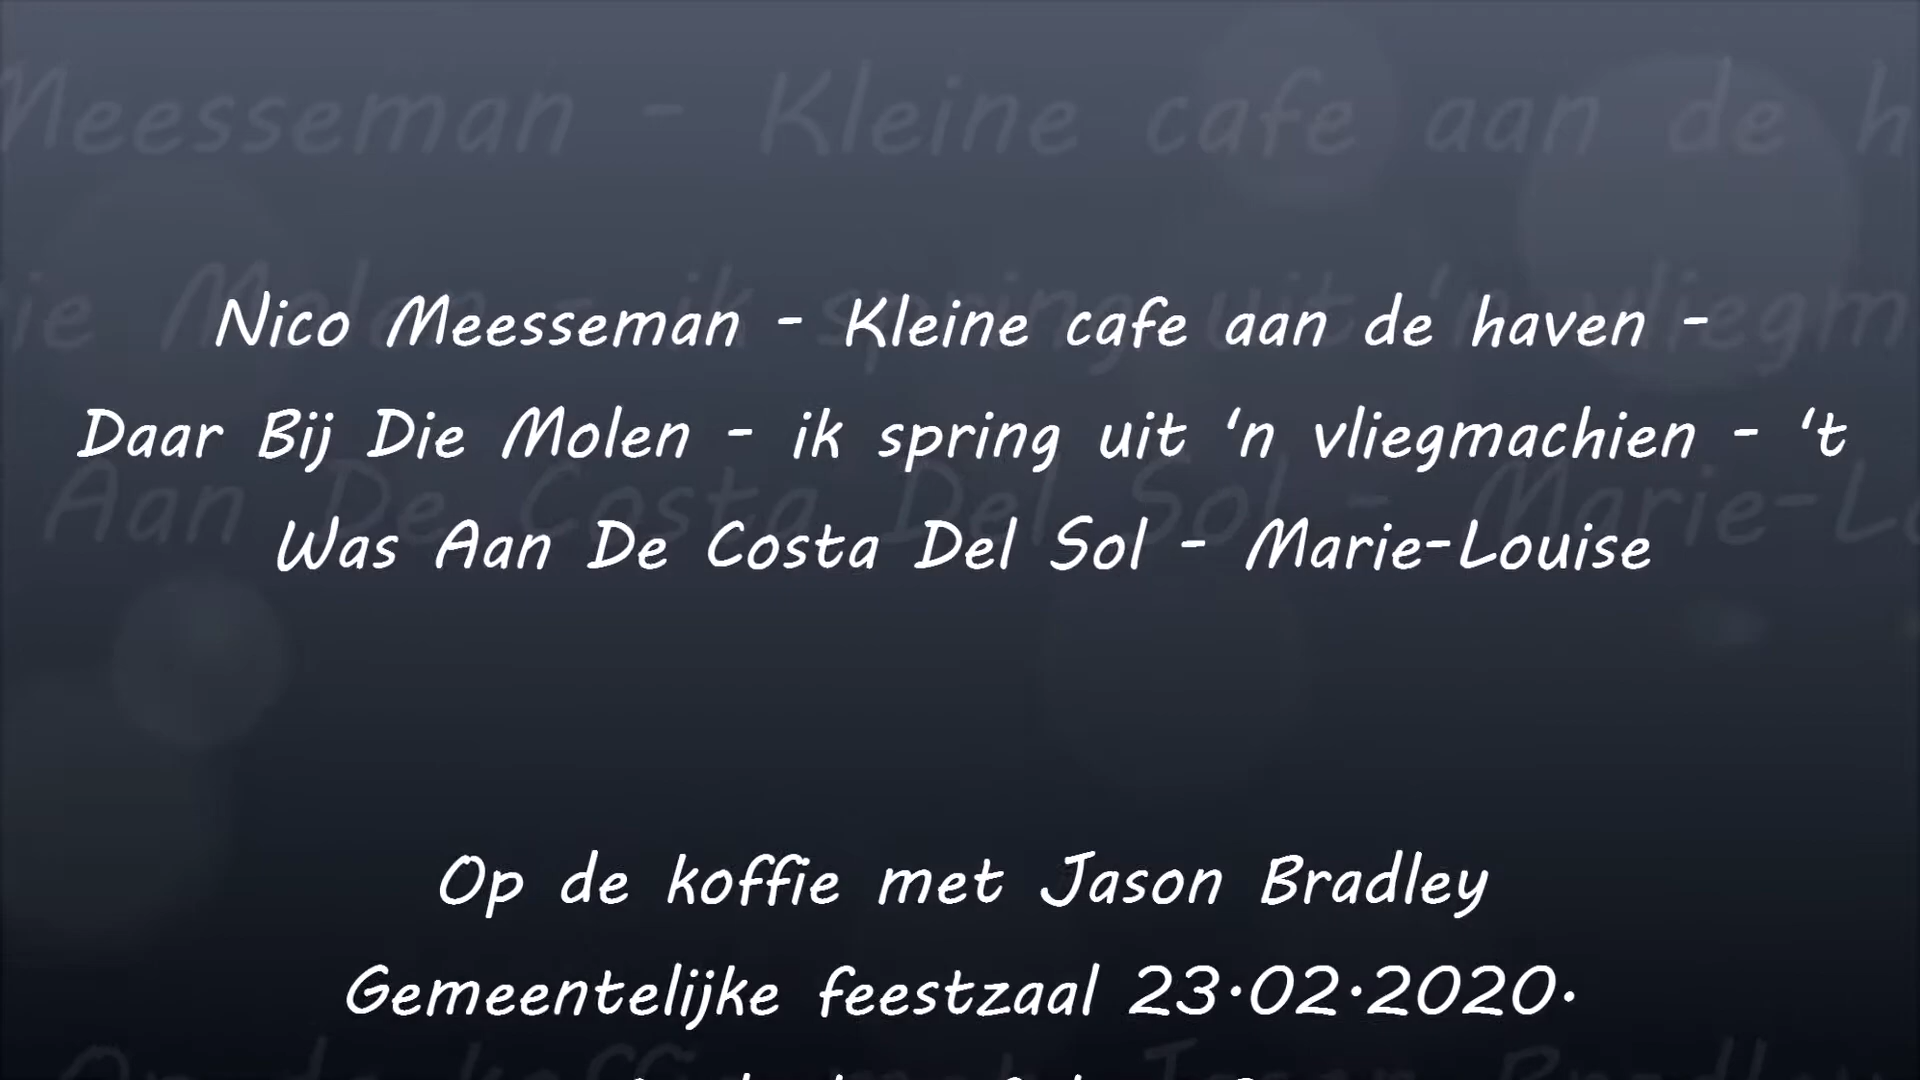 Nico Meesseman - Kleine cafe aan de haven -
Daar Bij Die Molen - ik spring uit 'n vliegmachien - 't
Was Aan De Costa Del Sol - Marie-Louise
Op de koffie met Jason Bradley
Gemeentelijke feestzaal 23.02.2020.